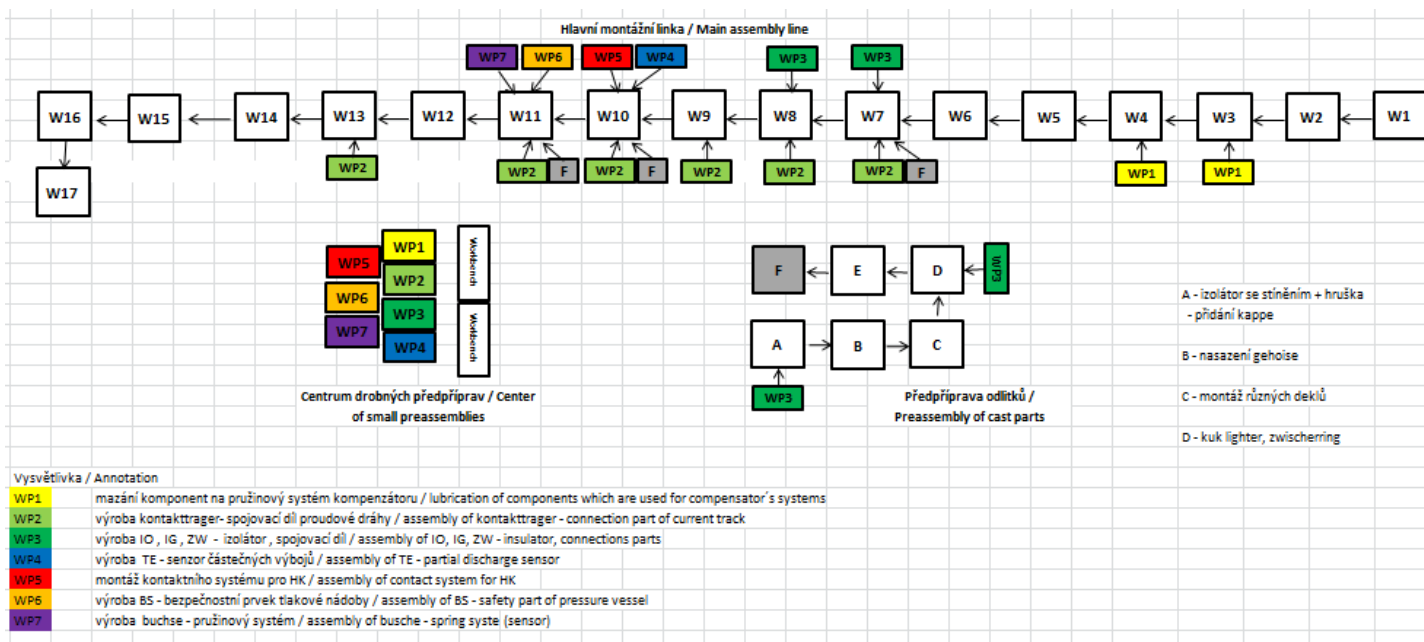 Hlavní montážní linka / Main assembly line
WP7 WP6 WP5 WP4 WP3 WP3
W16 W15 W14 W13 W12 W11 W10 W9 W8 W7 W6 W5 W4 W3 W2 W1
WP2 WP2 F WP2 F WP2 WP2 WP2 F WP1 WP1
W17
WP5
WP6
WP7
WP1
WP2
WP3
WP4
Workbench
Workbench
Centrum drobných předpříprav / Center
of small preassemblies
F E D WP3
A B C
WP3
Předpříprava odlitků /
Preassembly of cast parts
A - izolátor se stíněním + hruška
- přidání kappe
B - nasazení gehoise
C - montáž různých deklů
D - kuk lighter, zwischerring
Vysvětlivka / Annotation
WP1 mazání komponent na pružinový systém kompenzátoru / lubrication of components which are used for compensator´s systems
WP2 výroba kontakttrager- spojovací díl proudové dráhy / assembly of kontakttrager - connection part of current track
WP3 výroba IO , IG , ZW - izolátor , spojovací díl / assembly of IO, IG, ZW - insulator, connections parts
WP4 výroba TE - senzor částečných výbojů / assembly of TE - partial discharge sensor
WP5 montáž kontaktního systému pro HK / assembly of contact system for HK
WP6 výroba BS - bezpečnostní prvek tlakové nádoby / assembly of BS - safety part of pressure vessel
WP7 výroba buchse - pružinový systém / assembly of busche - spring syste (sensor)